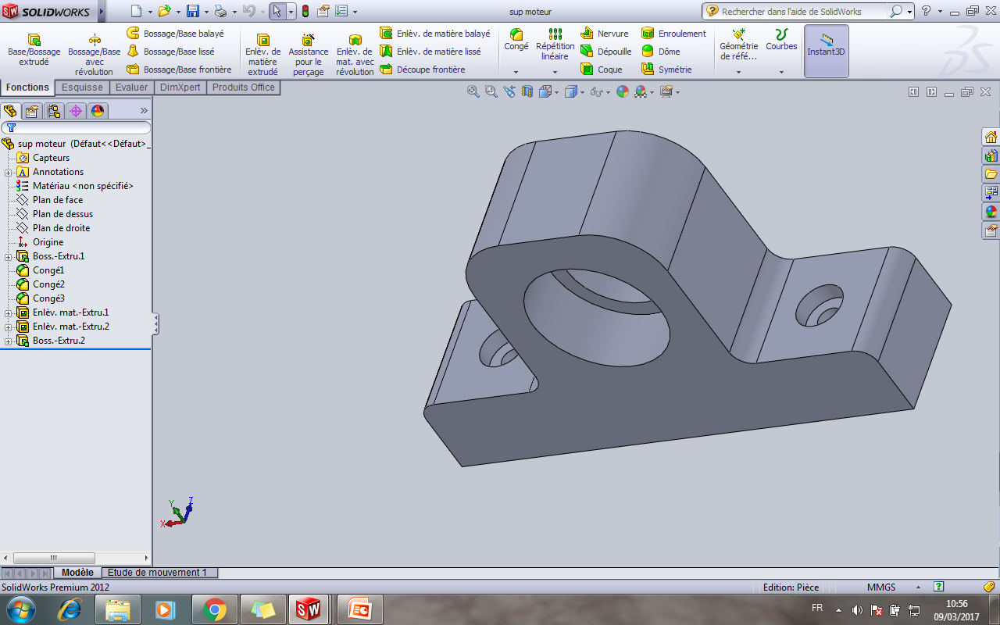 SW SOLIDWORKS
sup moteur
Rechercher dans l'aide de SolidWorks
Base/Bossage extrudé
Bossage/Base avec révolution
Bossage/Base balayé
Bossage/Base lissé
Bossage/Base frontière
Enlèv. de matière extrudé
Assistance pour le perçage
Enlèv. de mat. avec révolution
Enlèv. de matière balayé
Enlèv. de matière lissé
Découpe frontière
Congé
Répétition linéaire
Nervure
Dépouille
Coque
Enroulement
Dôme
Symétrie
Géométrie de réfé...
Courbes
Instant3D
Fonctions
Esquisse
Evaluer
DimXpert
Produits Office
sup moteur (Défaut<<Défaut>_
Capteurs
Annotations
Matériau <non spécifié>
Plan de face
Plan de dessus
Plan de droite
Origine
Boss.-Extru.1
Congé1
Congé2
Congé3
Enlèv. mat.-Extru.1
Enlèv. mat.-Extru.2
Boss.-Extru.2
Y
Z
X
Modèle
Etude de mouvement 1
SolidWorks Premium 2012
Edition: Pièce
MMGS
FR
10:56
09/03/2017